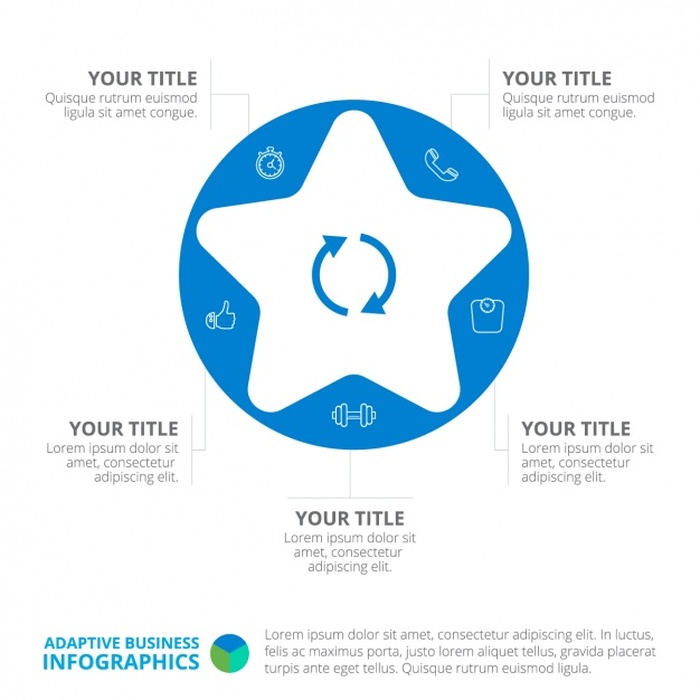 YOUR TITLE
Quisque rutrum euismod
ligula sit amet congue.
YOUR TITLE
Quisque rutrum euismod
ligula sit amet congue.
YOUR TITLE
Lorem ipsum dolor sit
amet, consectetur
adipiscing elit.
YOUR TITLE
Lorem ipsum dolor sit
amet, consectetur
adipiscing elit.
YOUR TITLE
Lorem ipsum dolor sit
amet, consectetur
adipiscing elit.
ADAPTIVE BUSINESS
INFOGRAPHICS
Lorem ipsum dolor sit amet, consectetur adipiscing elit. In luctus,
felis ac maximus porta, justo lorem fringilla mauris, gravida placerat
turpis ante eget tellus. Quisque rutrum euismod ligula.